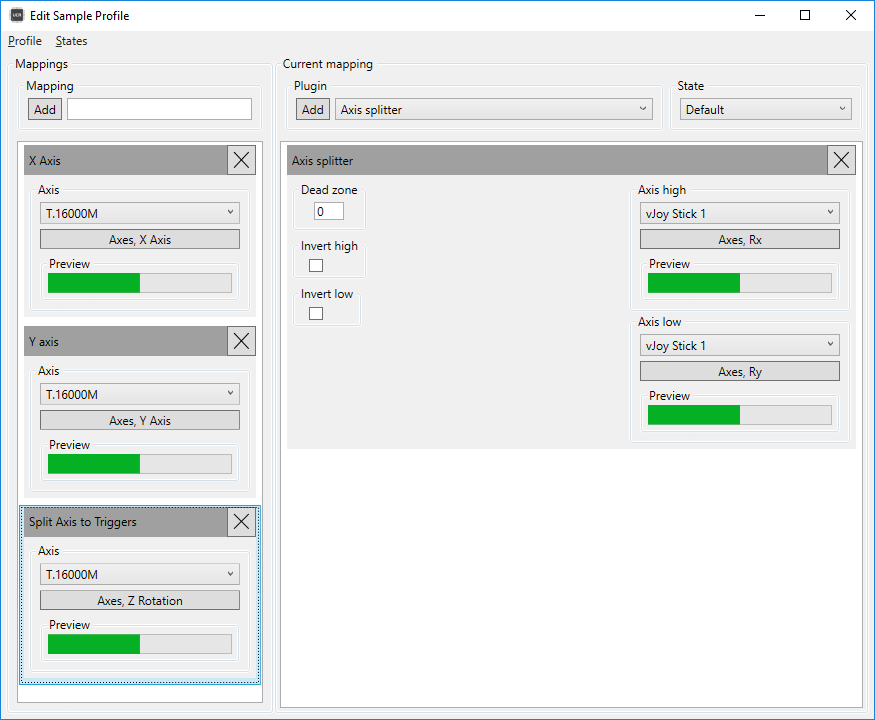 UCR
Edit Sample Profile
Profile States
Mappings
Mapping
Add
X Axis
Axis
T.16000M
Axes, X Axis
Preview
Y axis
Axis
T.16000M
Axes, Y Axis
Preview
Split Axis to Triggers
Axis
T.16000M
Axes, Z Rotation
Preview
Current mapping
Plugin
Add Axis splitter
State
Default
Axis splitter
Dead zone
0
Invert high
Invert low
Axis high
vJoy Stick 1
Axes, Rx
Preview
Axis low
vJoy Stick 1
Axes, Ry
Preview